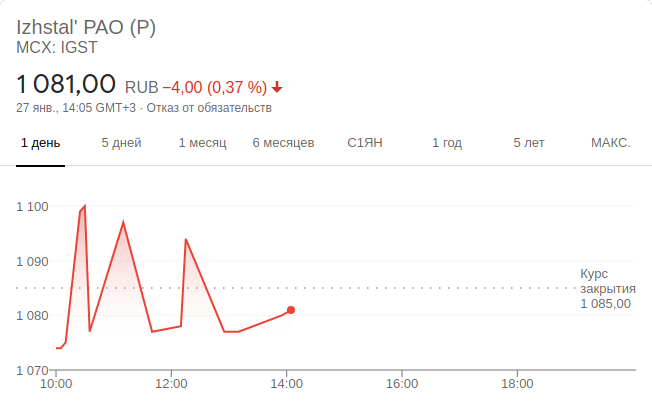 Izhstal' PAO (P)
MCX: IGST
1 081,00 RUB −4,00 (0,37 %)
27 янв., 14:05 GMT+3 · Отказ от обязательств
1 день 5 дней 1 месяц 6 месяцев С1ЯН 1 год 5 лет МАКС.
1 100
1 090
Курс
закрытия
1 085,00
1 080
1 070
10:00 12:00 14:00 16:00 18:00